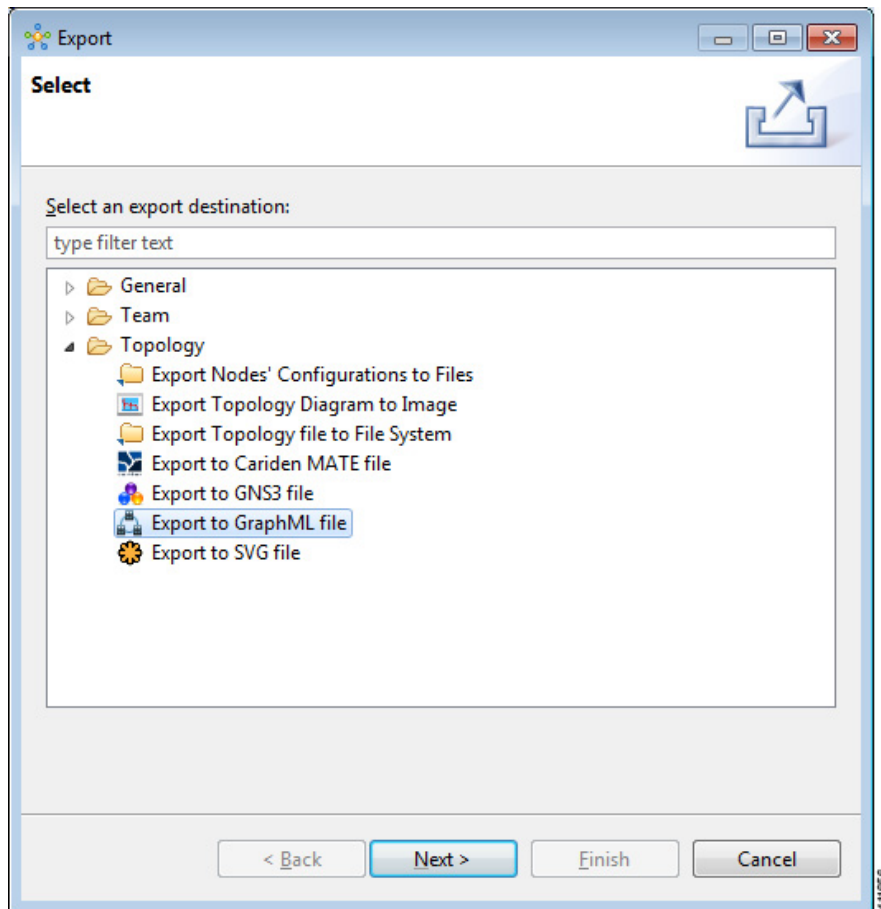 Export
Select
Select an export destination:
type filter text
General
Team
Topology
Export Nodes' Configurations to Files
Export Topology Diagram to Image
Export Topology file to File System
Export to Cariden MATE file
Export to GNS3 file
Export to GraphML file
Export to SVG file
< Back
Next >
Finish
Cancel